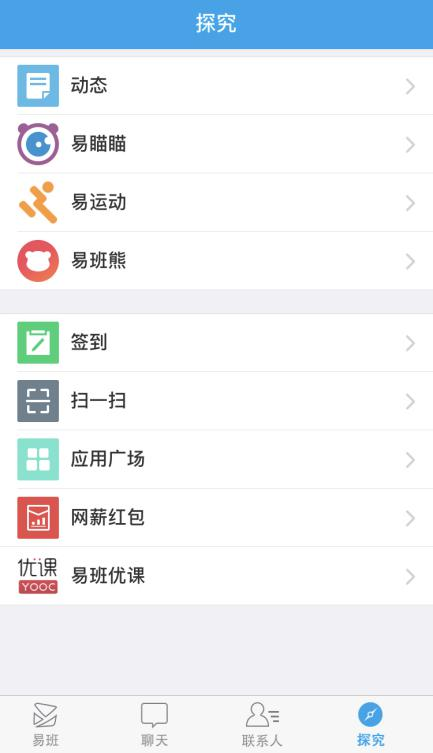 探究
动态
易瞄瞄
易运动
易班熊
签到
扫一扫
应用广场
网薪红包
优课
YOOC
易班优课
易班
聊天
联系人
探究